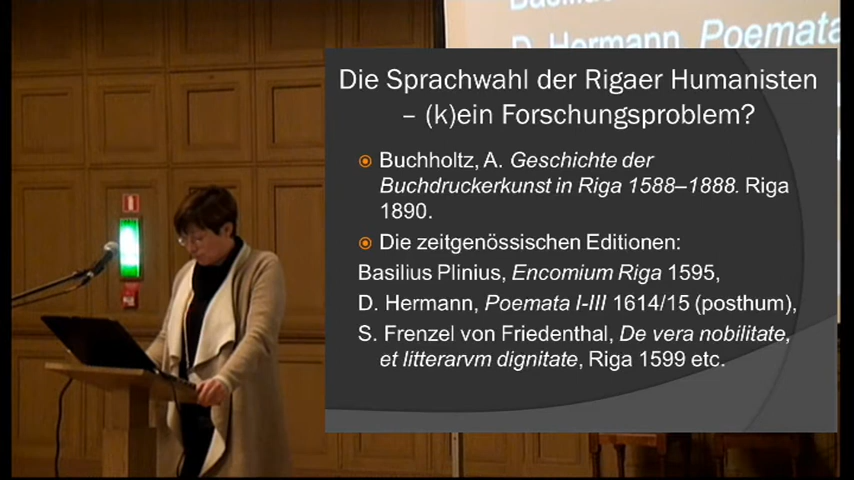 D. Hermann, Poemata
Die Sprachwahl der Rigaer Humanisten
– (k)ein Forschungsproblem?
Buchholtz, A. Geschichte der
Buchdruckerkunst in Riga 1588–1888. Riga
1890.
Die zeitgenössischen Editionen:
Basilius Plinius, Encomium Riga 1595,
D. Hermann, Poemata I-III 1614/15 (posthum),
S. Frenzel von Friedenthal, De vera nobilitate,
et litterarvm dignitate, Riga 1599 etc.